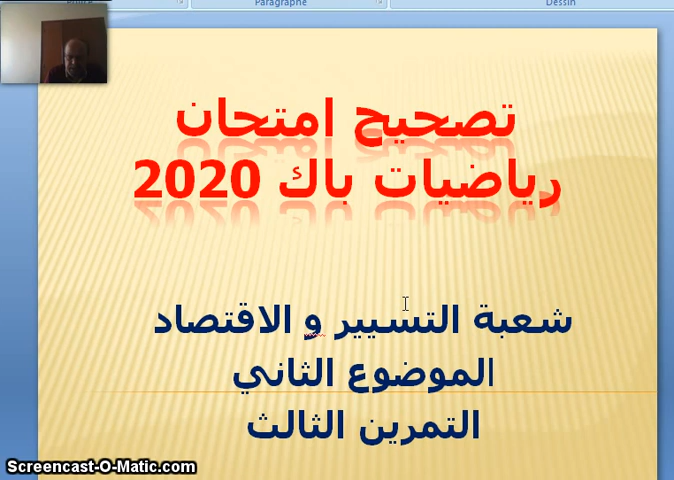 Paragraphe
Dessin
تصحيح امتحان
رياضيات باك 2020
شعبة التسيير و الاقتصاد
الموضوع الثاني
التمرين الثالث
Screencast-O-Matic.com